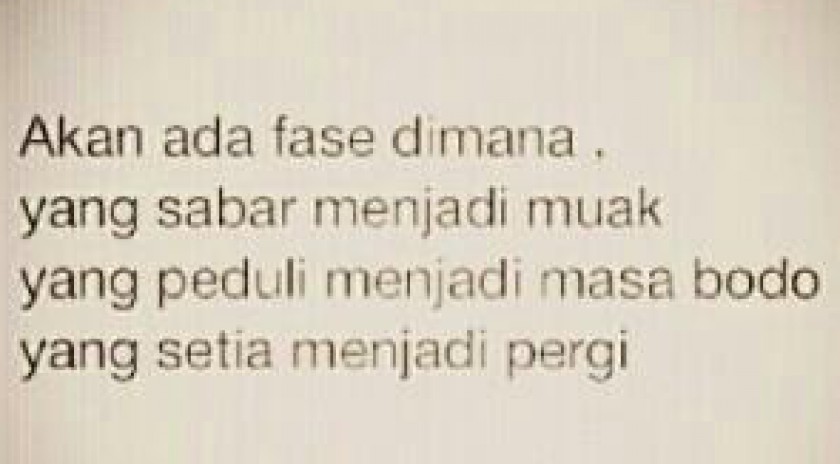 Akan ada fase dimana .
yang sabar menjadi muak
yang peduli menjadi masa bodo
yang setia menjadi pergi